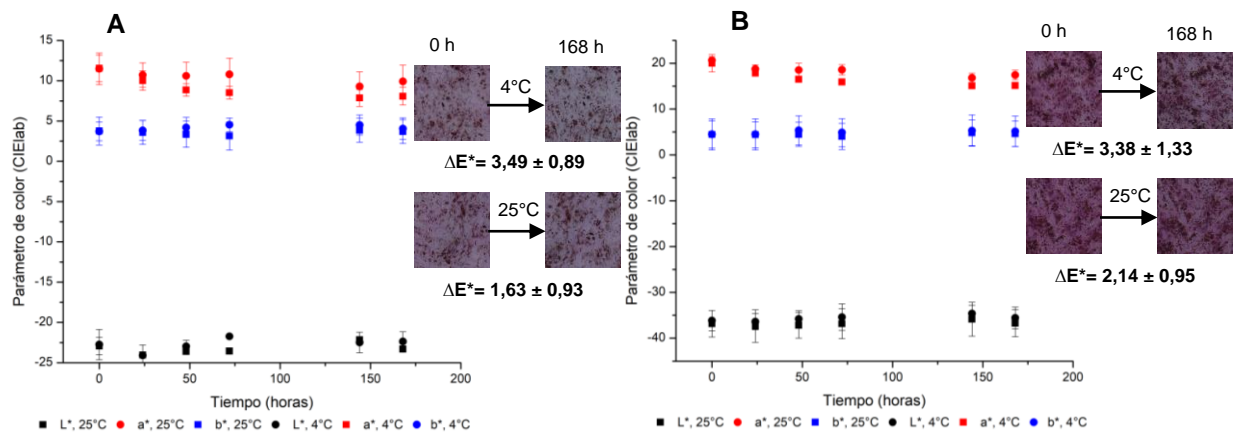 A
Parámetro de color (CIElab)
15
10
5
0
-5
-10
-15
-20
-25
0
50
100
150
200
Tiempo (horas)
0 h
168 h
4°C
ΔE*= 3,49 ± 0,89
25°C
ΔE*= 1,63 ± 0,93
L*, 25°C a*, 25°C b*, 25°C L*, 4°C a*, 4°C b*, 4°C
B
Parámetro de color (CIElab)
20
10
0
-10
-20
-30
-40
0
50
100
150
200
Tiempo (horas)
0 h
168 h
4°C
ΔE*= 3,38 ± 1,33
25°C
ΔE*= 2,14 ± 0,95
L*, 25°C a*, 25°C b*, 25°C L*, 4°C a*, 4°C b*, 4°C